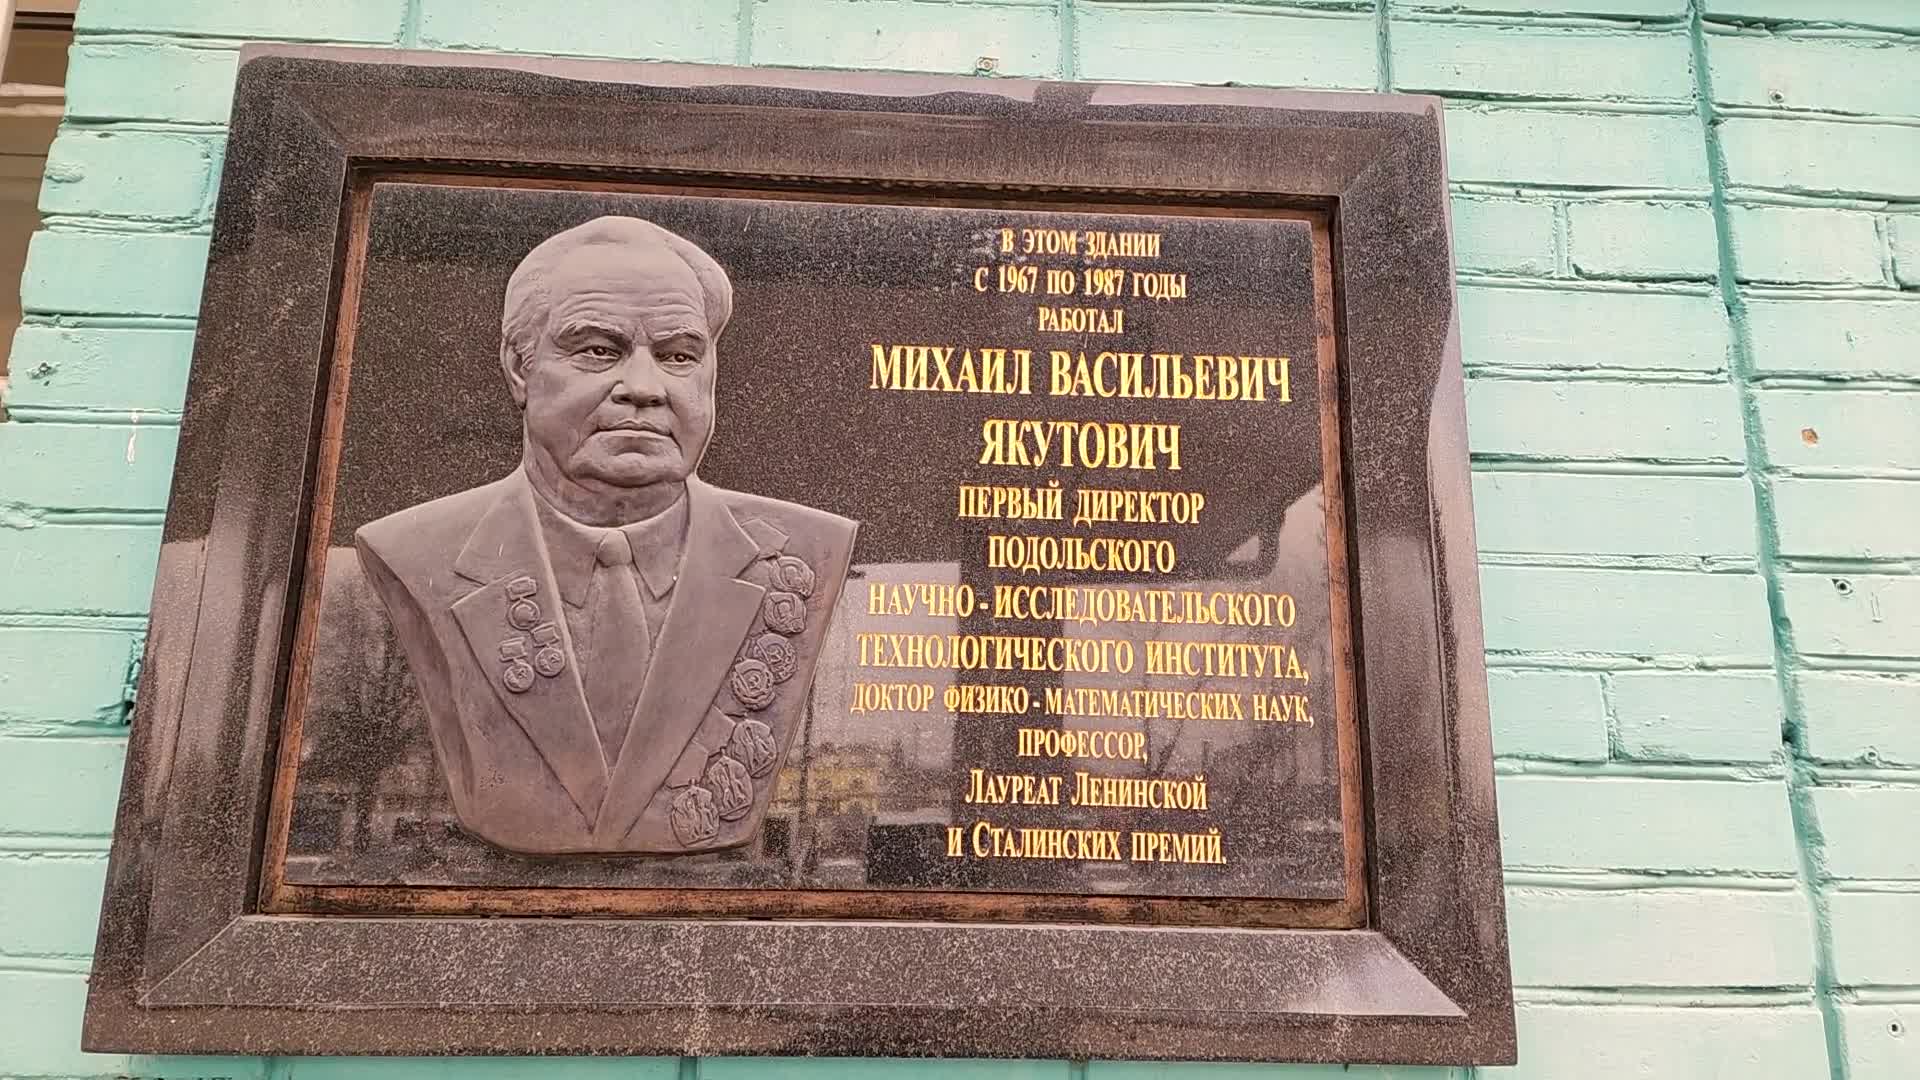 В ЭТОМ ЗДАНИИ
С 1967 ПО 1987 ГОДЫ
РАБОТАЛ
МИХАИЛ ВАСИЛЬЕВИЧ
ЯКУТОВИЧ
ПЕРВЫЙ ДИРЕКТОР
ПОДОЛЬСКОГО
НАУЧНО - ИССЛЕДОВАТЕЛЬСКОГО
ТЕХНОЛОГИЧЕСКОГО ИНСТИТУТА,
ДОКТОР ФИЗИКО - МАТЕМАТИЧЕСКИХ НАУК,
ПРОФЕССОР,
ЛАУРЕАТ ЛЕНИНСКОЙ
И СТАЛИНСКИХ ПРЕМИЙ.